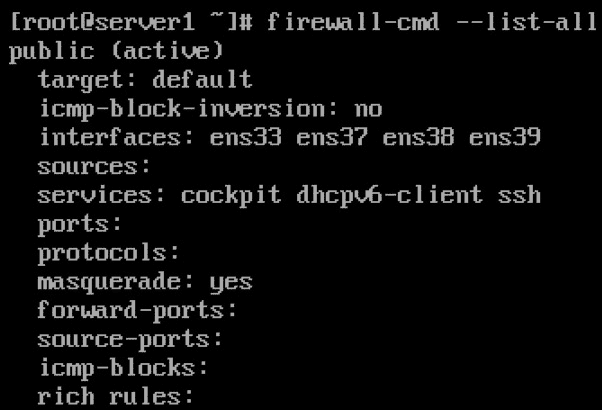 [root@server1 ~]# firewall-cmd --list-all
public (active)
  target: default
  icmp-block-inversion: no
  interfaces: ens33 ens37 ens38 ens39
  sources:
  services: cockpit dhcpv6-client ssh
  ports:
  protocols:
  masquerade: yes
  forward-ports:
  source-ports:
  icmp-blocks:
  rich rules: